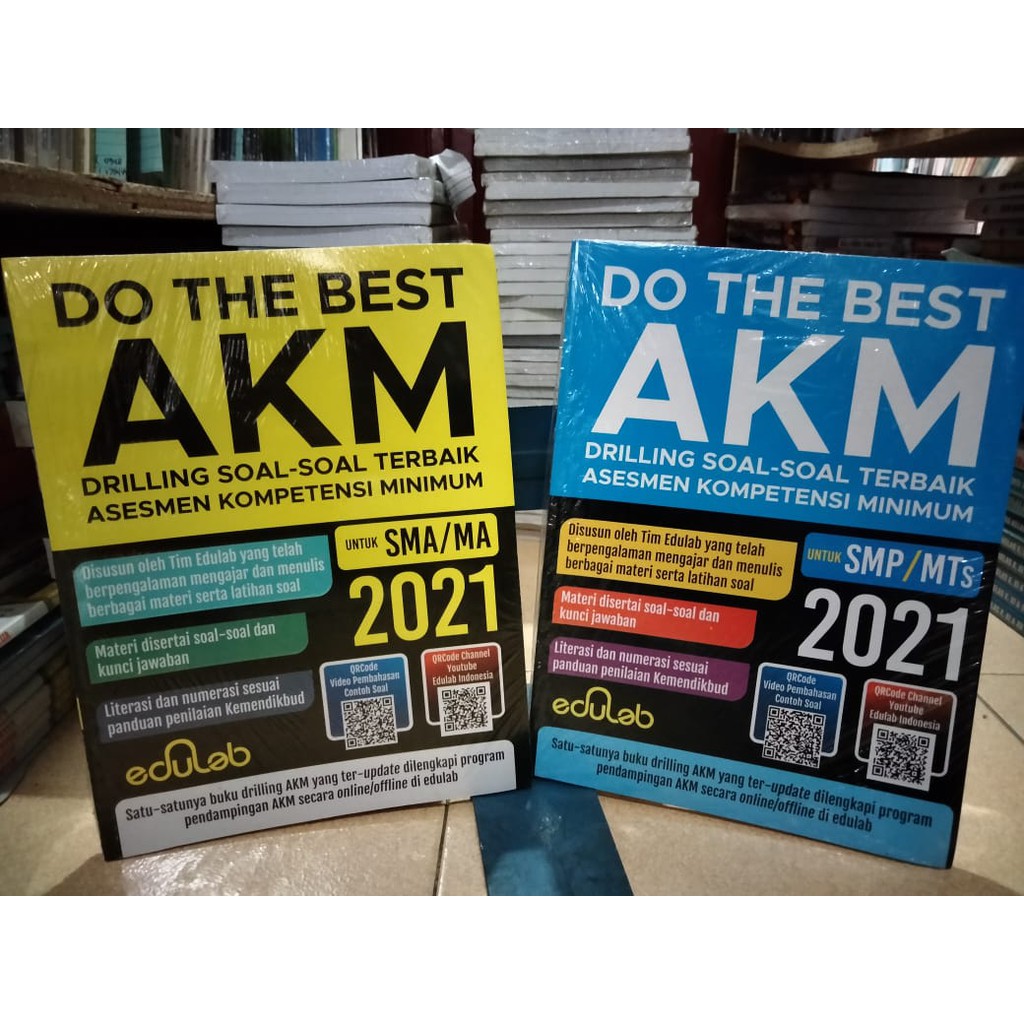 DO THE BEST
AKM
DRILLING SOAL-SOAL TERBAIK
ASESMEN KOMPETENSI MINIMUM
Disusun oleh Tim Edulab yang telah
berpengalaman mengajar dan menulis
berbagai materi serta latihan soal
UNTUK SMA/MA
2021
Materi disertai soal-soal dan
kunci jawaban
Literasi dan numerasi sesuai
panduan penilaian Kemendikbud
QRCode
Video Pembahasan
Contoh Soal
QRCode Channel
Youtube
Edulab Indonesia
edulab
Satu-satunya buku drilling AKM yang ter-update dilengkapi program
pendampingan AKM secara online/offline di edulab
DO THE BEST
AKM
DRILLING SOAL-SOAL TERBAIK
ASESMEN KOMPETENSI MINIMUM
Disusun oleh Tim Edulab yang telah
berpengalaman mengajar dan menulis
berbagai materi serta latihan soal
UNTUK SMP/MTs
2021
Materi disertai soal-soal dan
kunci jawaban
Literasi dan numerasi sesuai
panduan penilaian Kemendikbud
QRCode
Video Pembahasan
Contoh Soal
QRCode Channel
Youtube
Edulab Indonesia
edulab
Satu-satunya buku drilling AKM yang ter-update dilengkapi program
pendampingan AKM secara online/offline di edulab